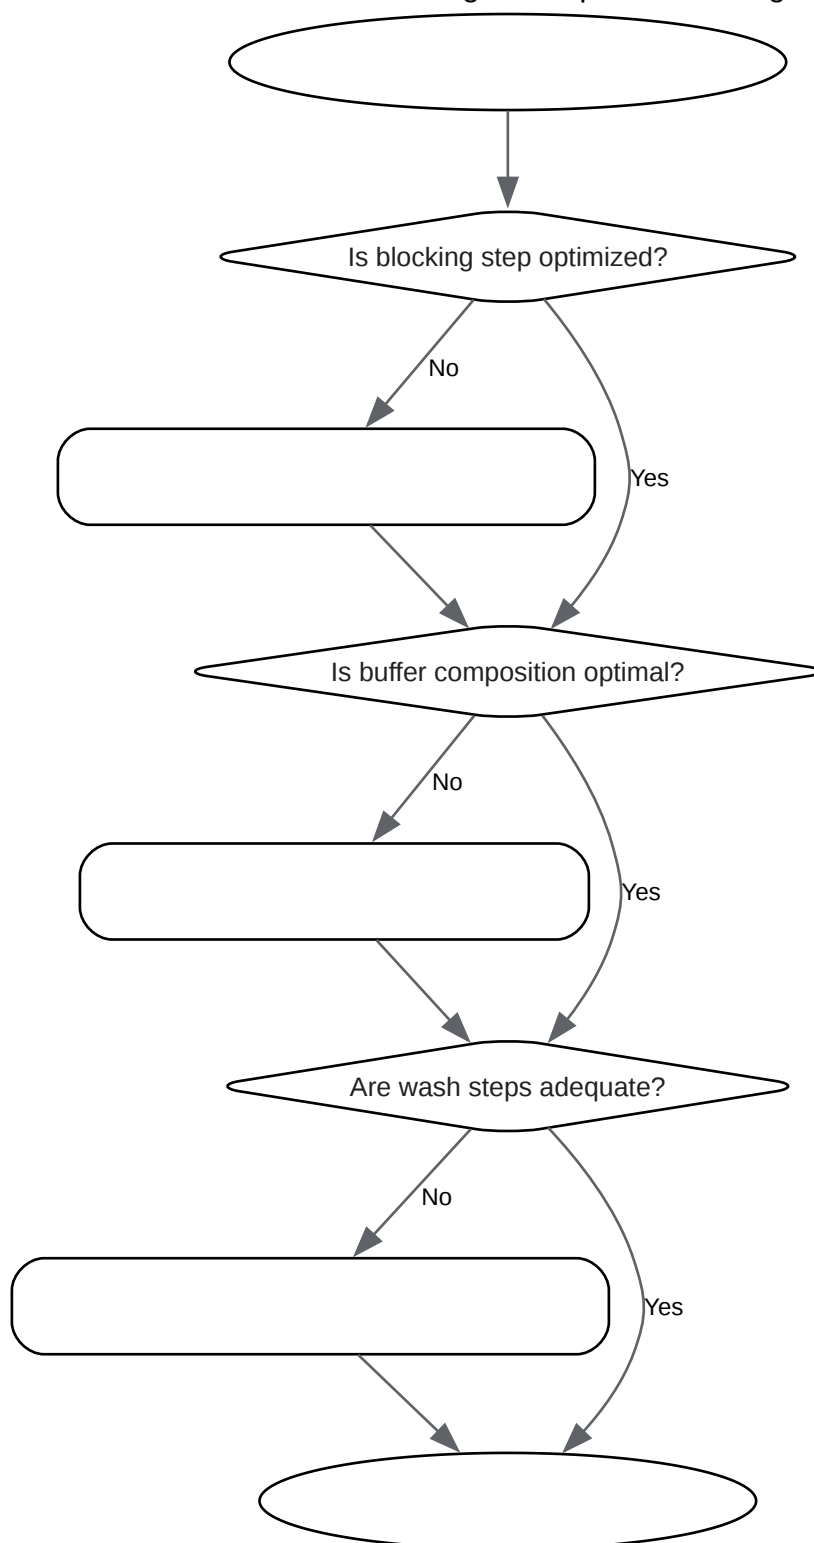 Is blocking step optimized?
No
Yes
Is buffer composition optimal?
No
Yes
Are wash steps adequate?
No
Yes